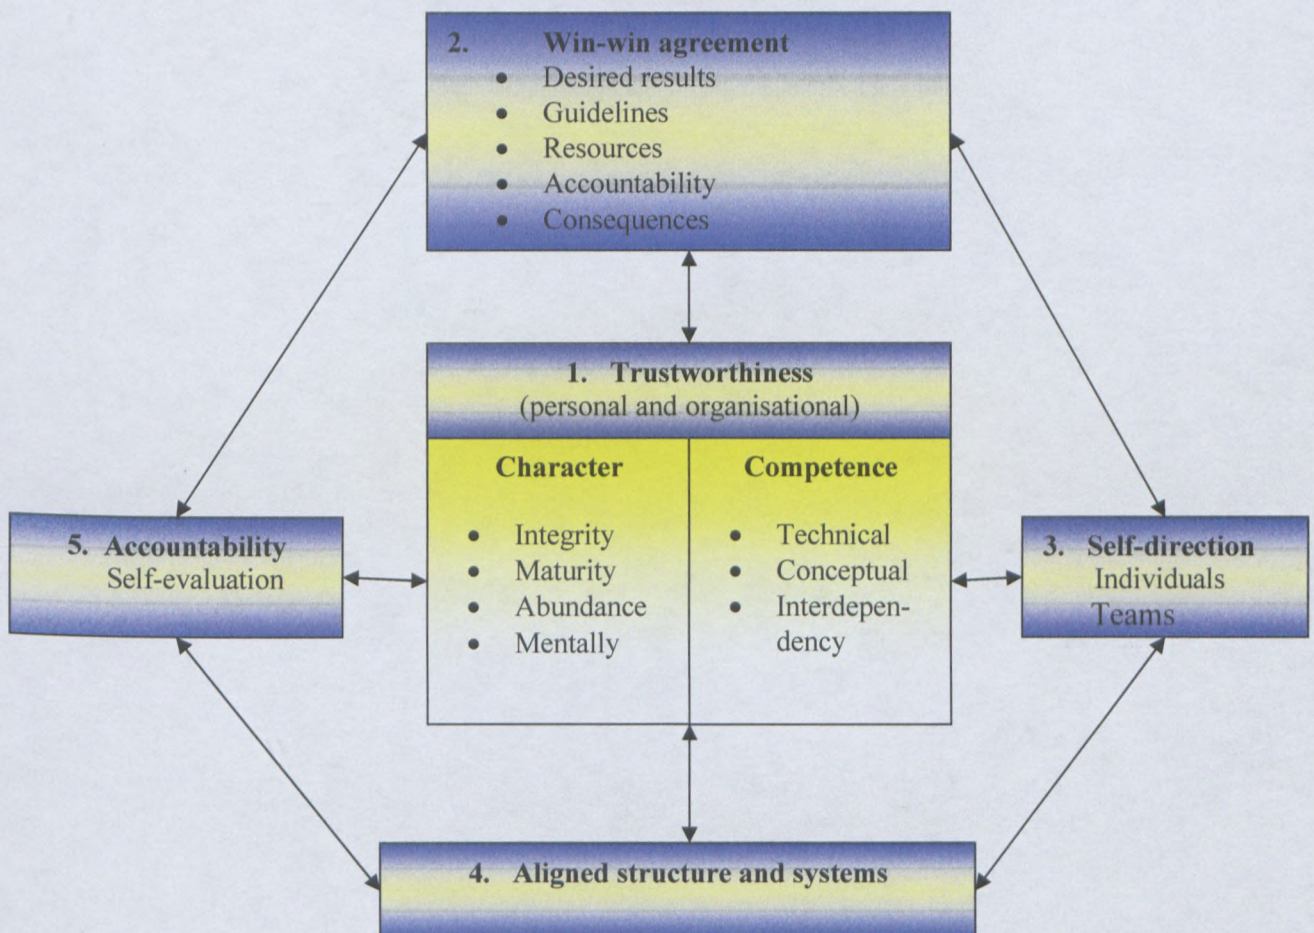 2. Win-win agreement
• Desired results
• Guidelines
• Resources
• Accountability
• Consequences
1. Trustworthiness
(personal and organisational)
Character
• Integrity
• Maturity
• Abundance
• Mentally
Competence
• Technical
• Conceptual
• Interdepen-
dency
5. Accountability
Self-evaluation
3. Self-direction
Individuals
Teams
4. Aligned structure and systems